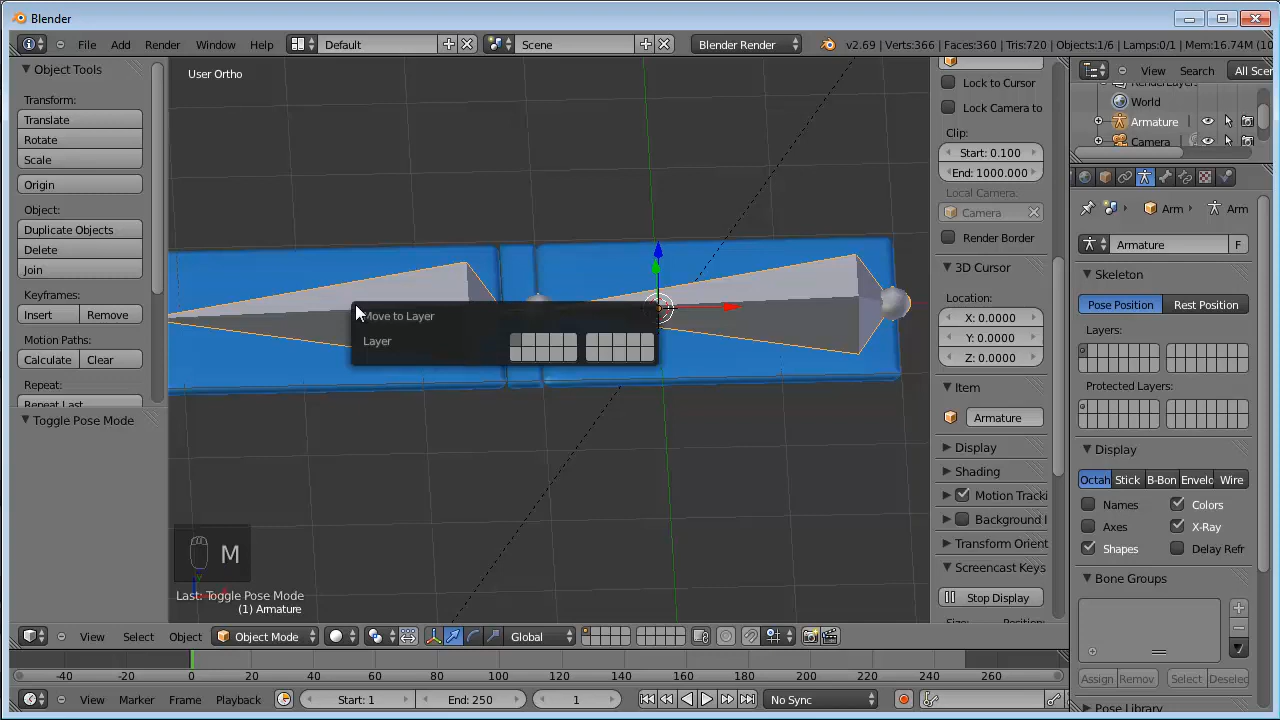 Blender
File Add Render Window Help Default Scene Blender Render v2.69 | Verts:366 | Faces:360 | Tris:720 | Objects:1/6 | Lamps:0/1 | Mem:16.74M (10
Object Tools
Transform:
Translate
Rotate
Scale
Origin
Object:
Duplicate Objects
Delete
Join
Keyframes:
Insert Remove
Motion Paths:
Calculate Clear
Repeat:
Repeat Last
Toggle Pose Mode
User Ortho
Move to Layer
Layer
M
Last: Toggle Pose Mode
(1) Armature
Lock to Cursor
Lock Camera to
Clip:
Start: 0.100
End: 1000.000
Local Camera:
Camera
Render Border
3D Cursor
Location:
X: 0.0000
Y: 0.0000
Z: 0.0000
Item
Armature
Display
Shading
Motion Tracki
Background I
Transform Orient
Screencast Keys
Stop Display
View Search All Scen
RenderLayers
World
Armature
Camera
Arm Arm
Armature F
Skeleton
Pose Position Rest Position
Layers:
Protected Layers:
Display
Octah Stick B-Bon Envelo Wire
Names Colors
Axes X-Ray
Shapes Delay Refr
Bone Groups
Assign Remov Select Deselec
Pose Library
View Select Object Object Mode Global
-40 -20 0 20 40 60 80 100 120 140 160 180 200 220 240 260
View Marker Frame Playback Start: 1 End: 250 1 No Sync